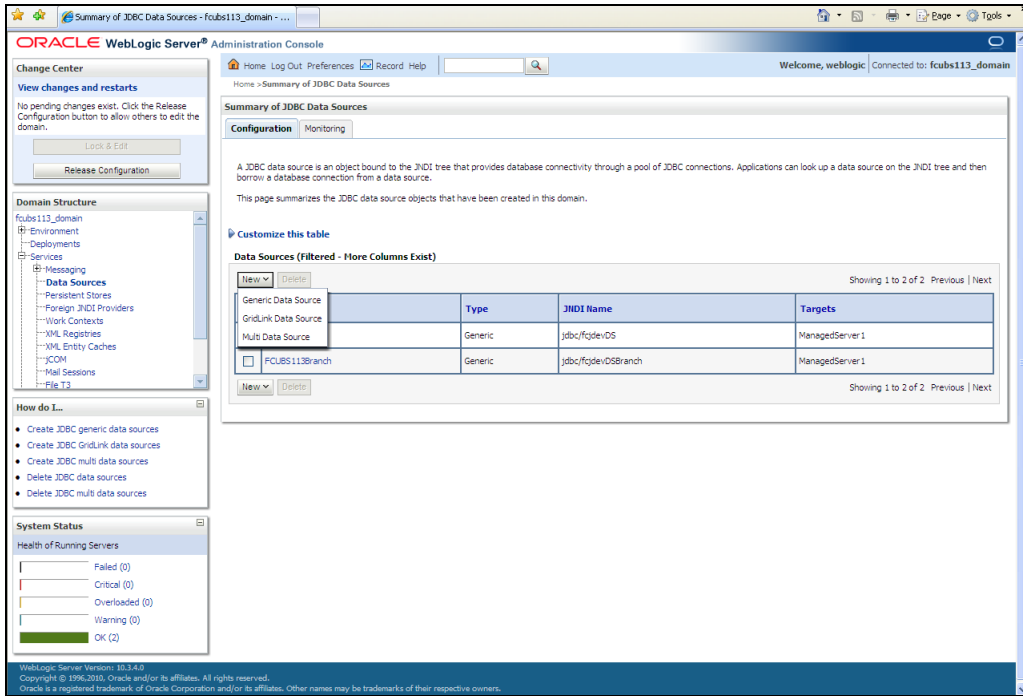 Summary of JDBC Data Sources - fcubs113_domain - ...
Page
Tools
ORACLE WebLogic Server® Administration Console
Change Center
View changes and restarts
No pending changes exist. Click the Release
Configuration button to allow others to edit the
domain.
Lock & Edit
Release Configuration
Domain Structure
fcubs113_domain
Environment
Deployments
Services
Messaging
Data Sources
Persistent Stores
Foreign JNDI Providers
Work Contexts
XML Registries
XML Entity Caches
jCOM
Mail Sessions
File T3
How do I...
Create JDBC generic data sources
Create JDBC GridLink data sources
Create JDBC multi data sources
Delete JDBC data sources
Delete JDBC multi data sources
System Status
Health of Running Servers
Failed (0)
Critical (0)
Overloaded (0)
Warning (0)
OK (2)
Home Log Out Preferences Record Help
Welcome, weblogic Connected to: fcubs113_domain
Home >Summary of JDBC Data Sources
Summary of JDBC Data Sources
Configuration Monitoring
A JDBC data source is an object bound to the JNDI tree that provides database connectivity through a pool of JDBC connections. Applications can look up a data source on the JNDI tree and then
borrow a database connection from a data source.
This page summarizes the JDBC data source objects that have been created in this domain.
Customize this table
Data Sources (Filtered - More Columns Exist)
New Delete Showing 1 to 2 of 2 Previous | Next
Generic Data Source
GridLink Data Source
Multi Data Source
Type JNDI Name Targets
Generic jdbc/fcjdevDS ManagedServer1
FCUBS113Branch Generic jdbc/fcjdevDSBranch ManagedServer1
New Delete Showing 1 to 2 of 2 Previous | Next
WebLogic Server Version: 10.3.4.0
Copyright © 1996,2010, Oracle and/or its affiliates. All rights reserved.
Oracle is a registered trademark of Oracle Corporation and/or its affiliates. Other names may be trademarks of their respective owners.